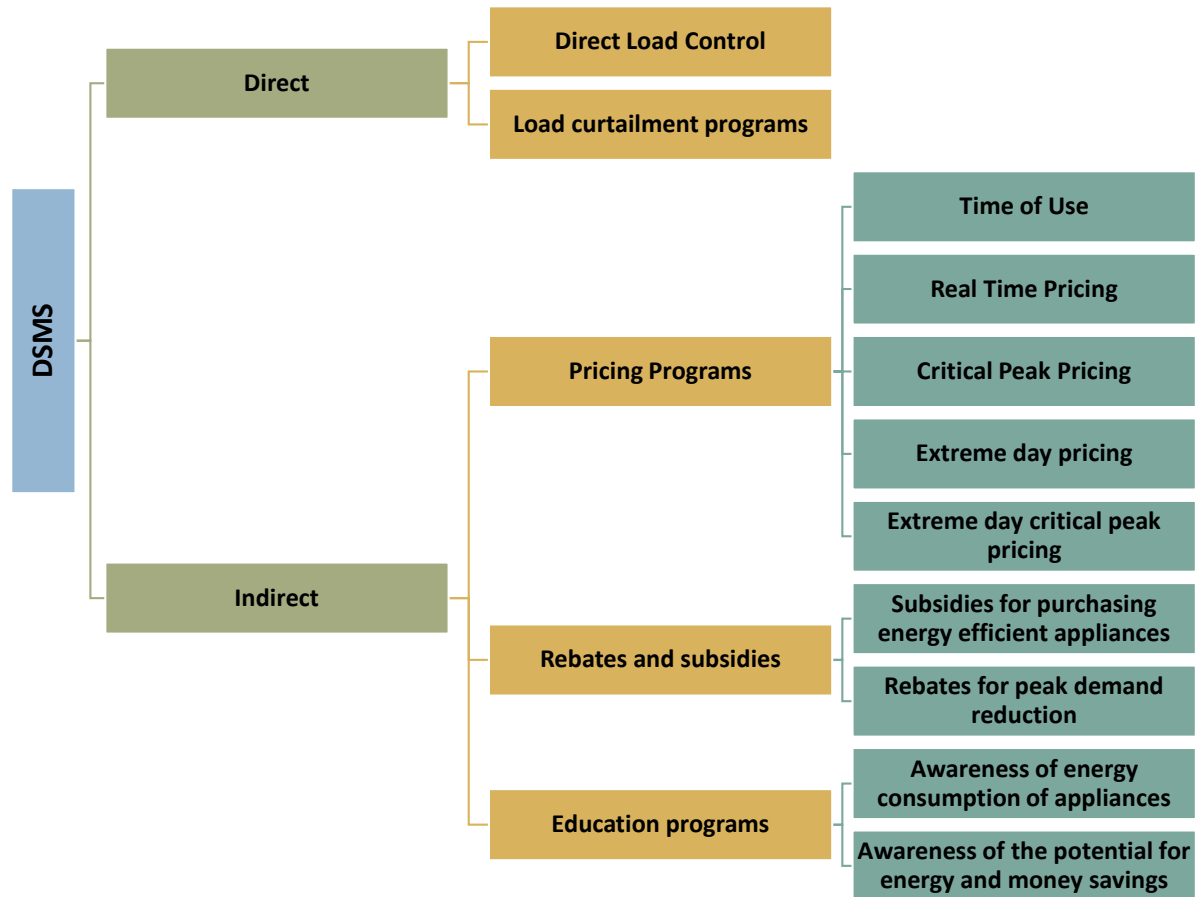 DSMS
Direct
Direct Load Control
Load curtailment programs
Indirect
Pricing Programs
Time of Use
Real Time Pricing
Critical Peak Pricing
Extreme day pricing
Extreme day critical peak
pricing
Rebates and subsidies
Subsidies for purchasing
energy efficient appliances
Rebates for peak demand
reduction
Education programs
Awareness of energy
consumption of appliances
Awareness of the potential for
energy and money savings